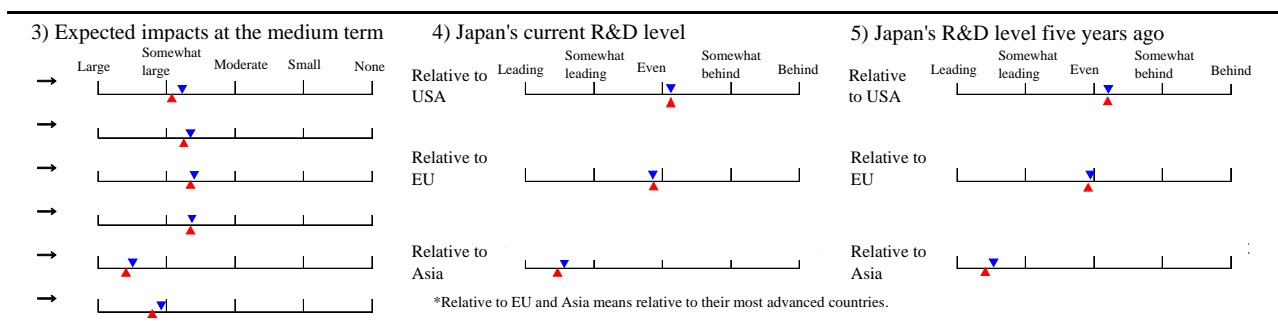 3) Expected impacts at the medium term
Large
Somewhat
large
Moderate
Small
None
4) Japan's current R&D level
Relative to
USA
Leading
Somewhat
leading
Even
Somewhat
behind
Behind
Relative to
EU
Relative to
Asia
*Relative to EU and Asia means relative to their most advanced countries.
5) Japan's R&D level five years ago
Relative
to USA
Leading
Somewhat
leading
Even
Somewhat
behind
Behind
Relative to
EU
Relative to
Asia